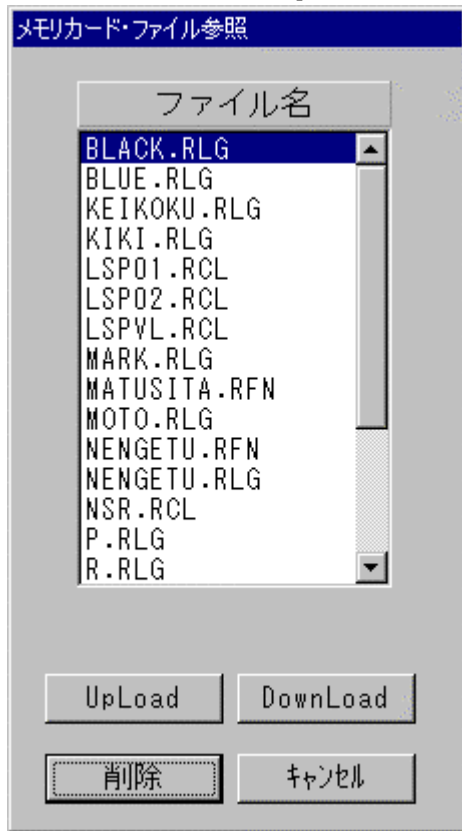 メモリカード・ファイル参照
ファイル名
BLACK.RLG
BLUE.RLG
KEIKOKU.RLG
KIKI.RLG
LSP01.RCL
LSP02.RCL
LSPVL.RCL
MARK.RLG
MATUSITA.RFN
MOTO.RLG
NENGETU.RFN
NENGETU.RLG
NSR.RCL
P.RLG
R.RLG
UpLoad DownLoad
削除 キャンセル